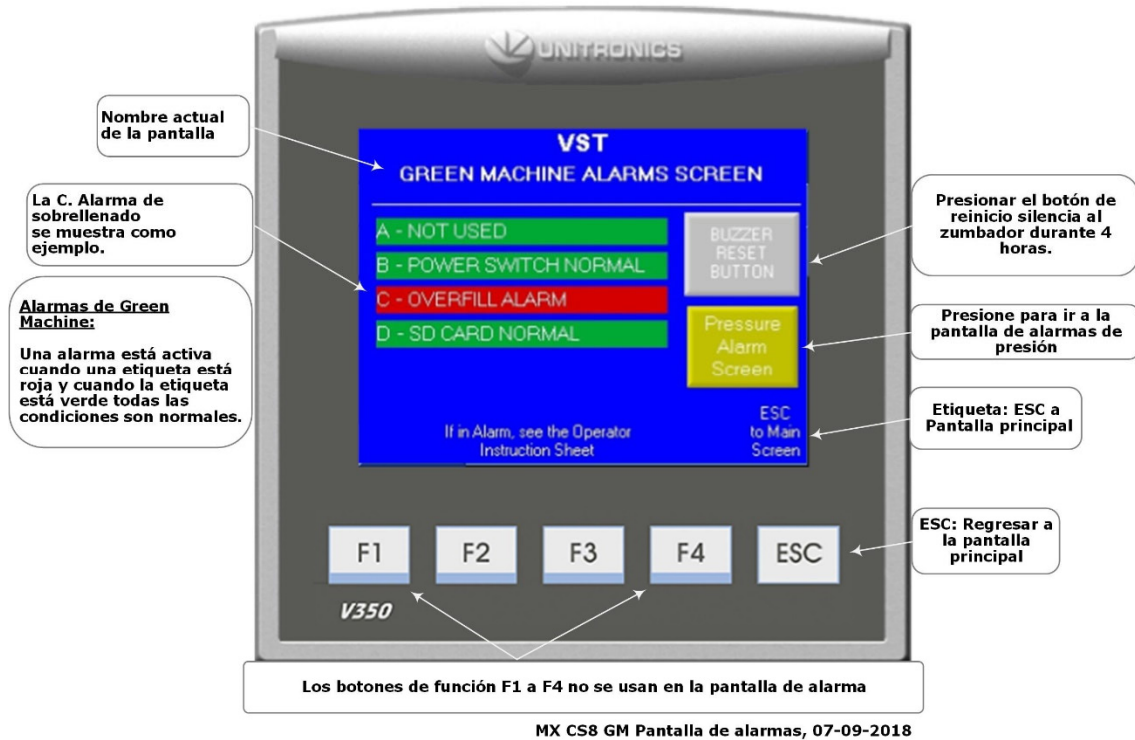 UNITRONICS
Nombre actual
de la pantalla
VST
GREEN MACHINE ALARMS SCREEN
La C. Alarma de
sobrellenado
se muestra como
ejemplo.
A - NOT USED
B - POWER SWITCH NORMAL
C - OVERFILL ALARM
D - SD CARD NORMAL
BUZZER
RESET
BUTTON
Presionar el botón de
reinicio silencia al
zumbador durante 4
horas.
Alarmas de Green
Machine:
Una alarma está activa
cuando una etiqueta está
roja y cuando la etiqueta
está verde todas las
condiciones son normales.
Pressure
Alarm
Screen
Presione para ir a la
pantalla de alarmas de
presión
If in Alarm, see the Operator
Instruction Sheet
ESC
to Main
Screen
Etiqueta: ESC a
Pantalla principal
F1 F2 F3 F4 ESC
ESC: Regresar a
la pantalla
principal
V350
Los botones de función F1 a F4 no se usan en la pantalla de alarma
MX CS8 GM Pantalla de alarmas, 07-09-2018